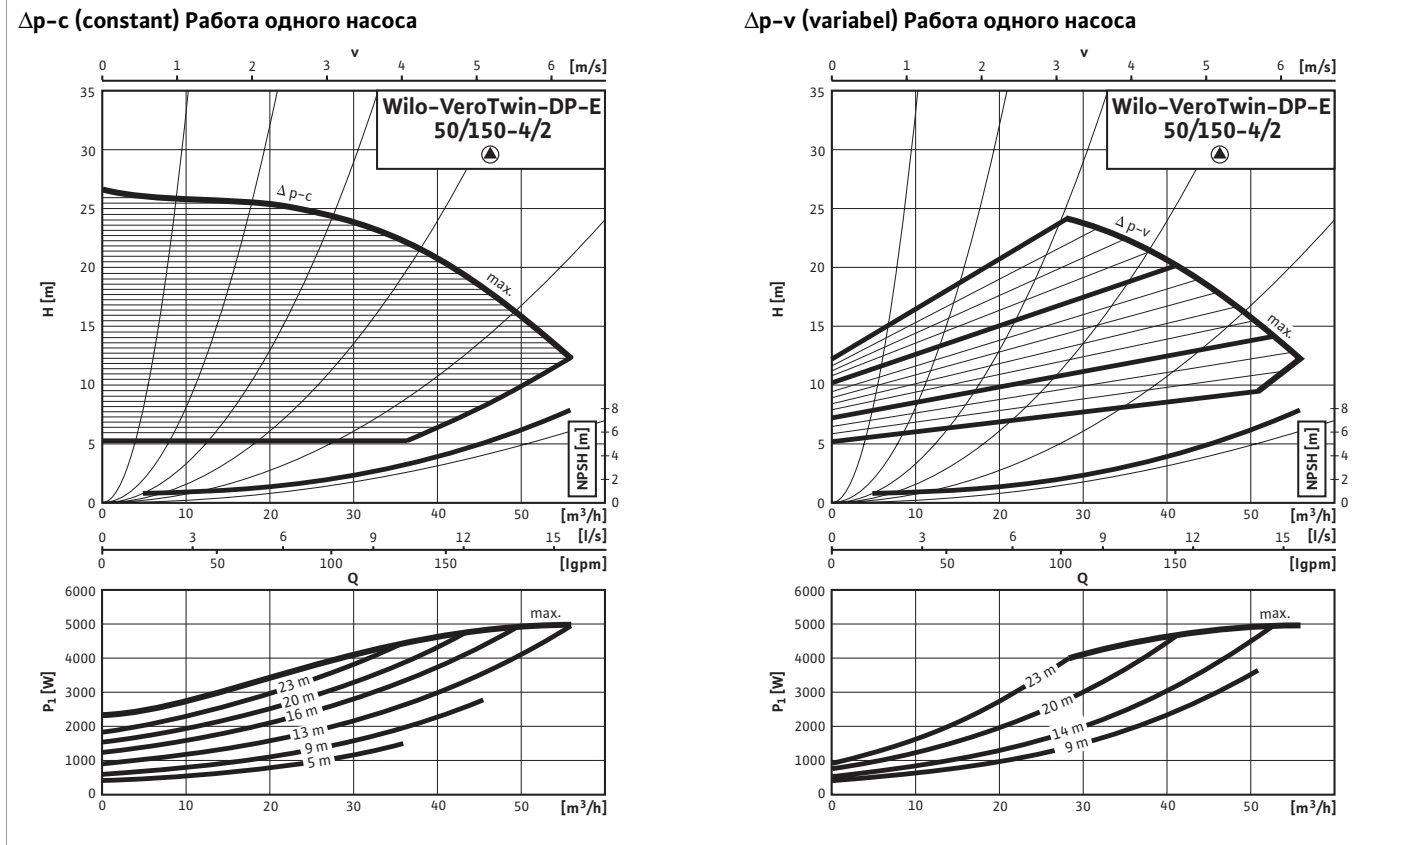 Δp-c (constant) Работа одного насоса
v
0 1 2 3 4 5 6 [m/s]
Wilo-VeroTwin-DP-E
50/150-4/2
35
30
25
20
15
10
5
0
H [m]
Δ p-c
max.
8
6
4
2
0
NPSH [m]
0 10 20 30 40 50 [m³/h]
0 3 6 9 12 15 [l/s]
0 50 100 150 [Igpm]
Q
6000
5000
4000
3000
2000
1000
0
P₁ [W]
max.
23 m
20 m
16 m
13 m
9 m
5 m
0 10 20 30 40 50 [m³/h]
Δp-v (variabel) Работа одного насоса
v
0 1 2 3 4 5 6 [m/s]
Wilo-VeroTwin-DP-E
50/150-4/2
35
30
25
20
15
10
5
0
H [m]
Δ p-v
max.
8
6
4
2
0
NPSH [m]
0 10 20 30 40 50 [m³/h]
0 3 6 9 12 15 [l/s]
0 50 100 150 [Igpm]
Q
6000
5000
4000
3000
2000
1000
0
P₁ [W]
max.
23 m
20 m
14 m
9 m
0 10 20 30 40 50 [m³/h]